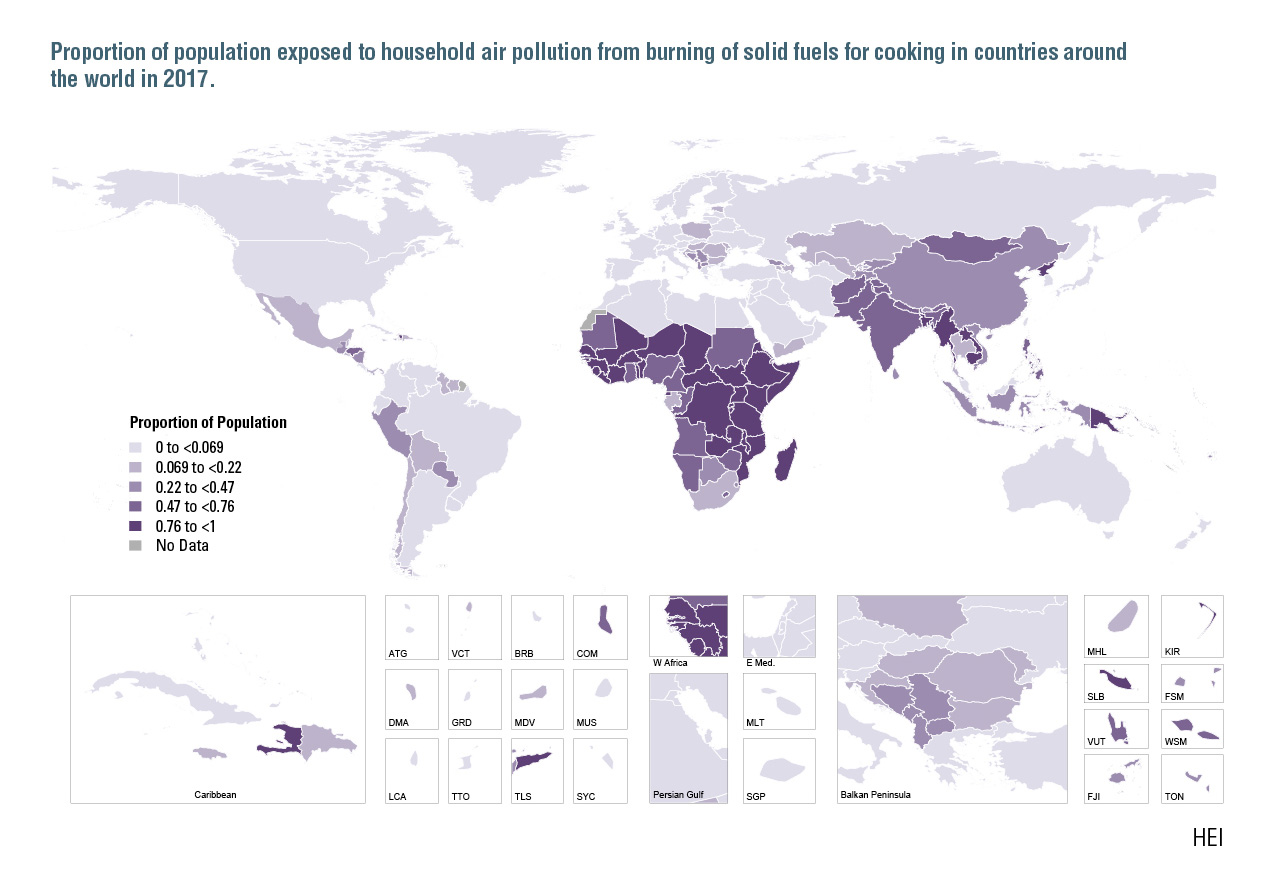 Proportion of population exposed to household air pollution from burning of solid fuels for cooking in countries around
the world in 2017.
Proportion of Population
0 to <0.069
0.069 to <0.22
0.22 to <0.47
0.47 to <0.76
0.76 to <1
No Data
Caribbean
ATG
VCT
BRB
COM
DMA
GRD
MDV
MUS
LCA
TTO
TLS
SYC
W Africa
E Med.
Persian Gulf
MLT
SGP
Balkan Peninsula
MHL
KIR
SLB
FSM
VUT
WSM
FJI
TON
HEI